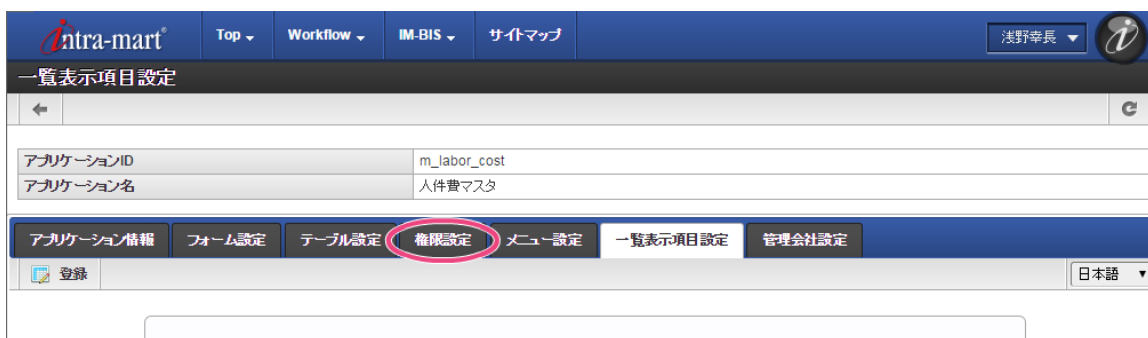 intra-mart® Top Workflow IM-BIS サイトマップ 浅野幸長
一覧表示項目設定
アプリケーションID m_labor_cost
アプリケーション名 人件費マスタ
アプリケーション情報 フォーム設定 テーブル設定 権限設定 メニュー設定 一覧表示項目設定 管理会社設定
登録 日本語